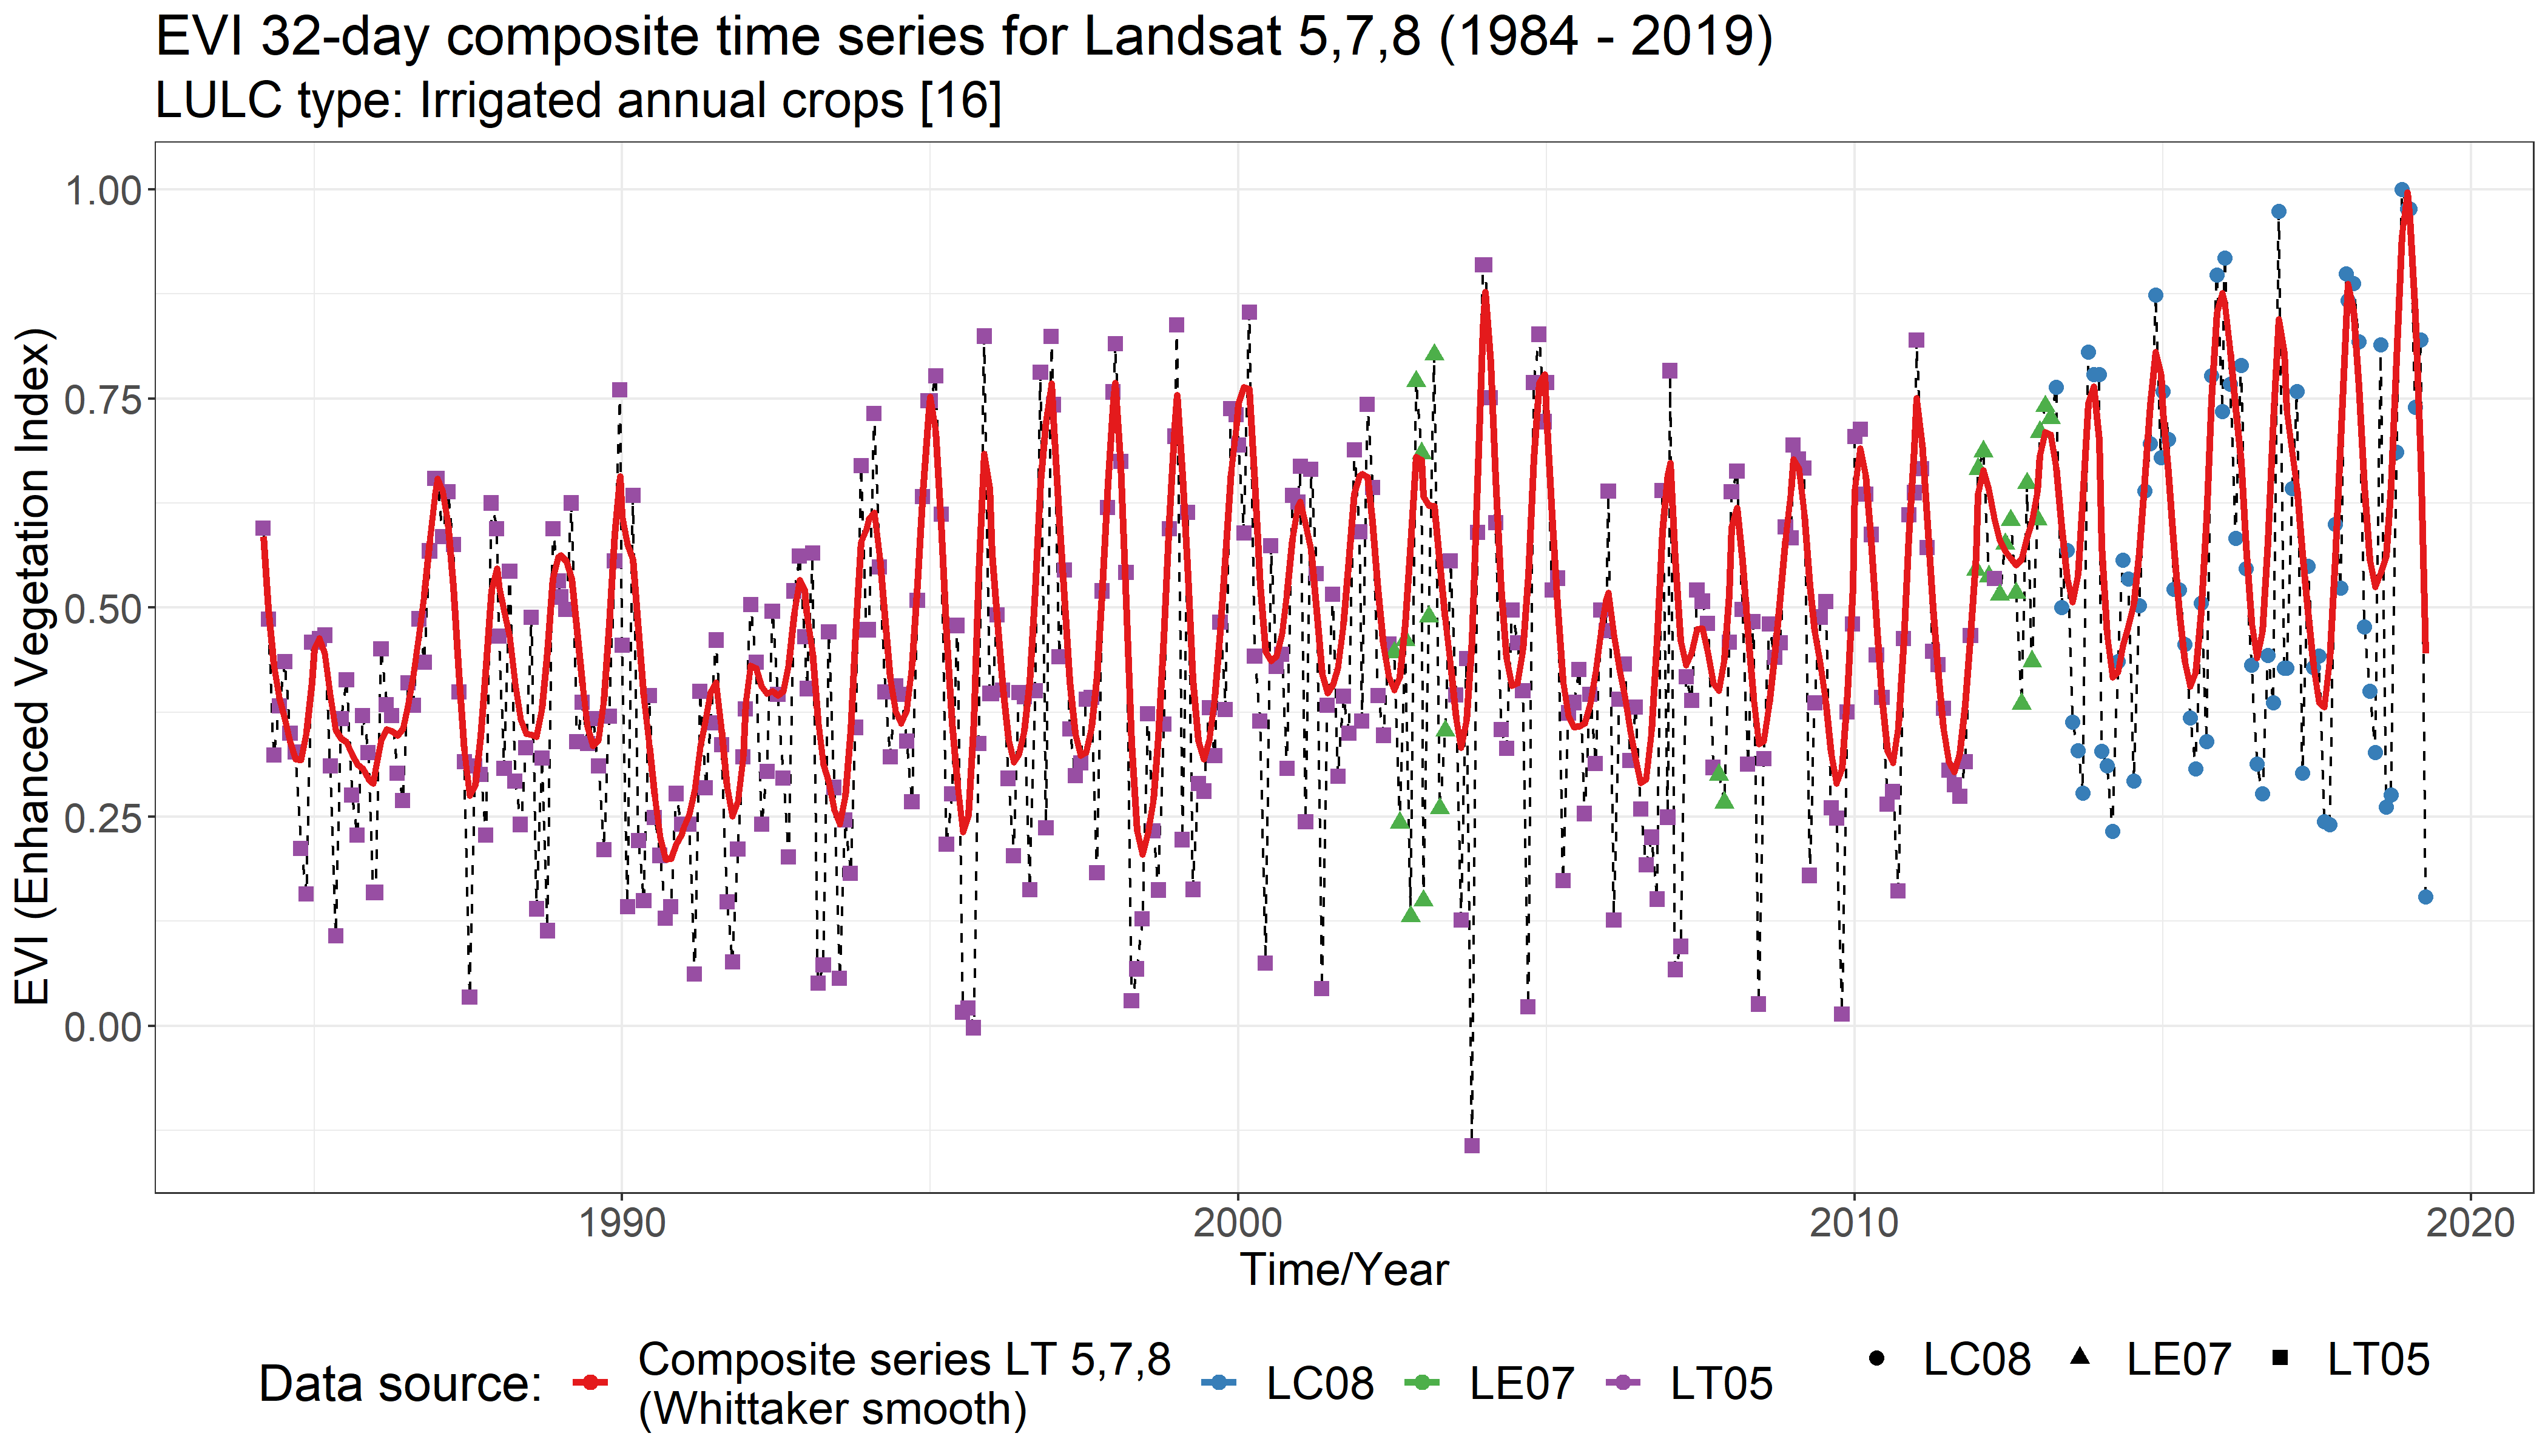 EVI 32-day composite time series for Landsat 5,7,8 (1984 - 2019)
LULC type: Irrigated annual crops [16]
EVI (Enhanced Vegetation Index)
1.00
0.75
0.50
0.25
0.00
1990 2000 2010 2020
Time/Year
Data source:
Composite series LT 5,7,8
(Whittaker smooth)
LC08 LE07 LT05
LC08 LE07 LT05